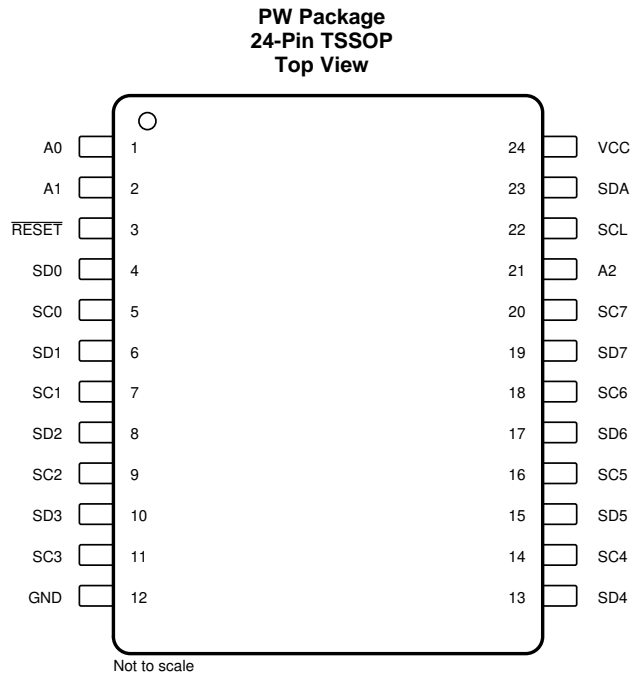 PW Package
24-Pin TSSOP
Top View
A0 1 24 VCC
A1 2 23 SDA
RESET 3 22 SCL
SD0 4 21 A2
SC0 5 20 SC7
SD1 6 19 SD7
SC1 7 18 SC6
SD2 8 17 SD6
SC2 9 16 SC5
SD3 10 15 SD5
SC3 11 14 SC4
GND 12 13 SD4
Not to scale